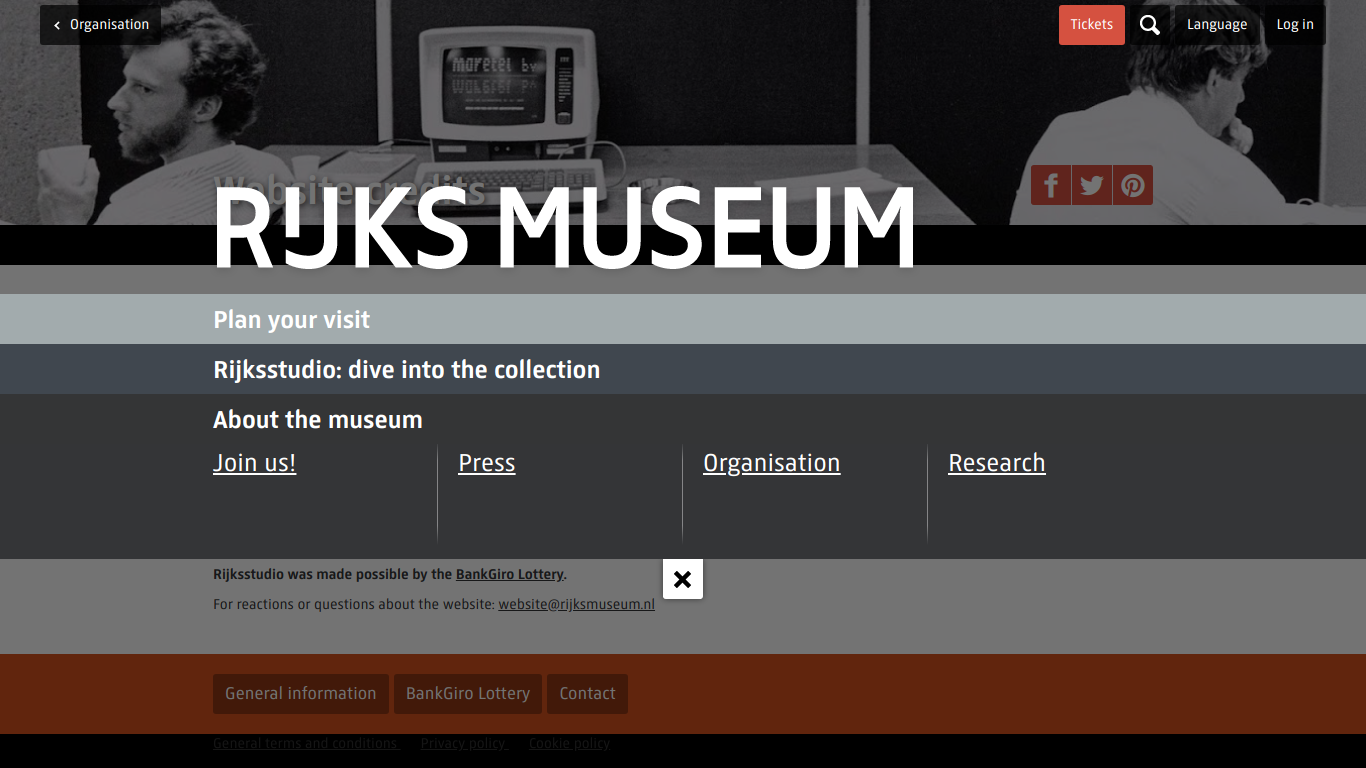 Organisation
Tickets
Language
Log in
maretel by
Website credits
RIJKS MUSEUM
Plan your visit
Rijksstudio: dive into the collection
About the museum
Join us!
Press
Organisation
Research
Rijksstudio was made possible by the BankGiro Lottery.
For reactions or questions about the website: website@rijksmuseum.nl
General information
BankGiro Lottery
Contact
General terms and conditions
Privacy policy
Cookie policy